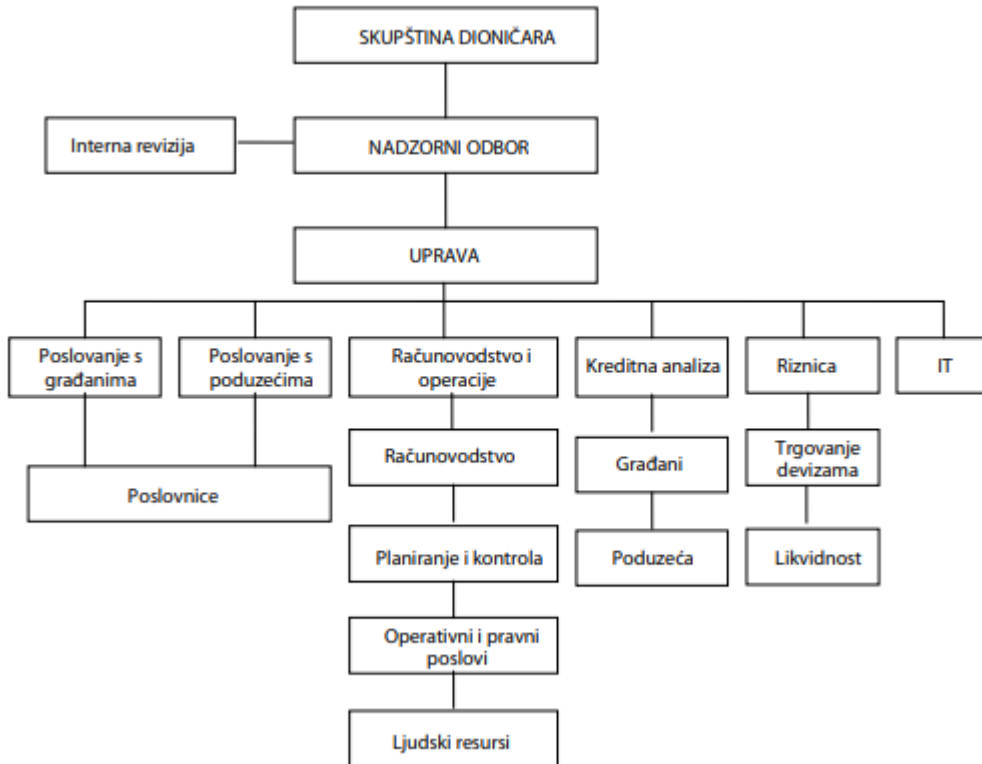 SKUPŠTINA DIONIČARA
Interna revizija
NADZORNI ODBOR
UPRAVA
Poslovanje s
građanima
Poslovanje s
poduzećima
Računovodstvo i
operacije
Kreditna analiza
Riznica
IT
Računovodstvo
Građani
Trgovanje
devizama
Poslovnice
Planiranje i kontrola
Poduzeća
Likvidnost
Operativni i pravni
poslovi
Ljudski resursi